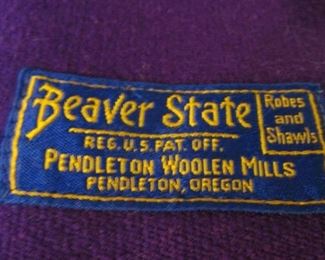 Beaver State
REG. U.S. PAT. OFF.
PENDLETON WOOLEN MILLS
PENDLETON, OREGON
Robes
and
Shawls